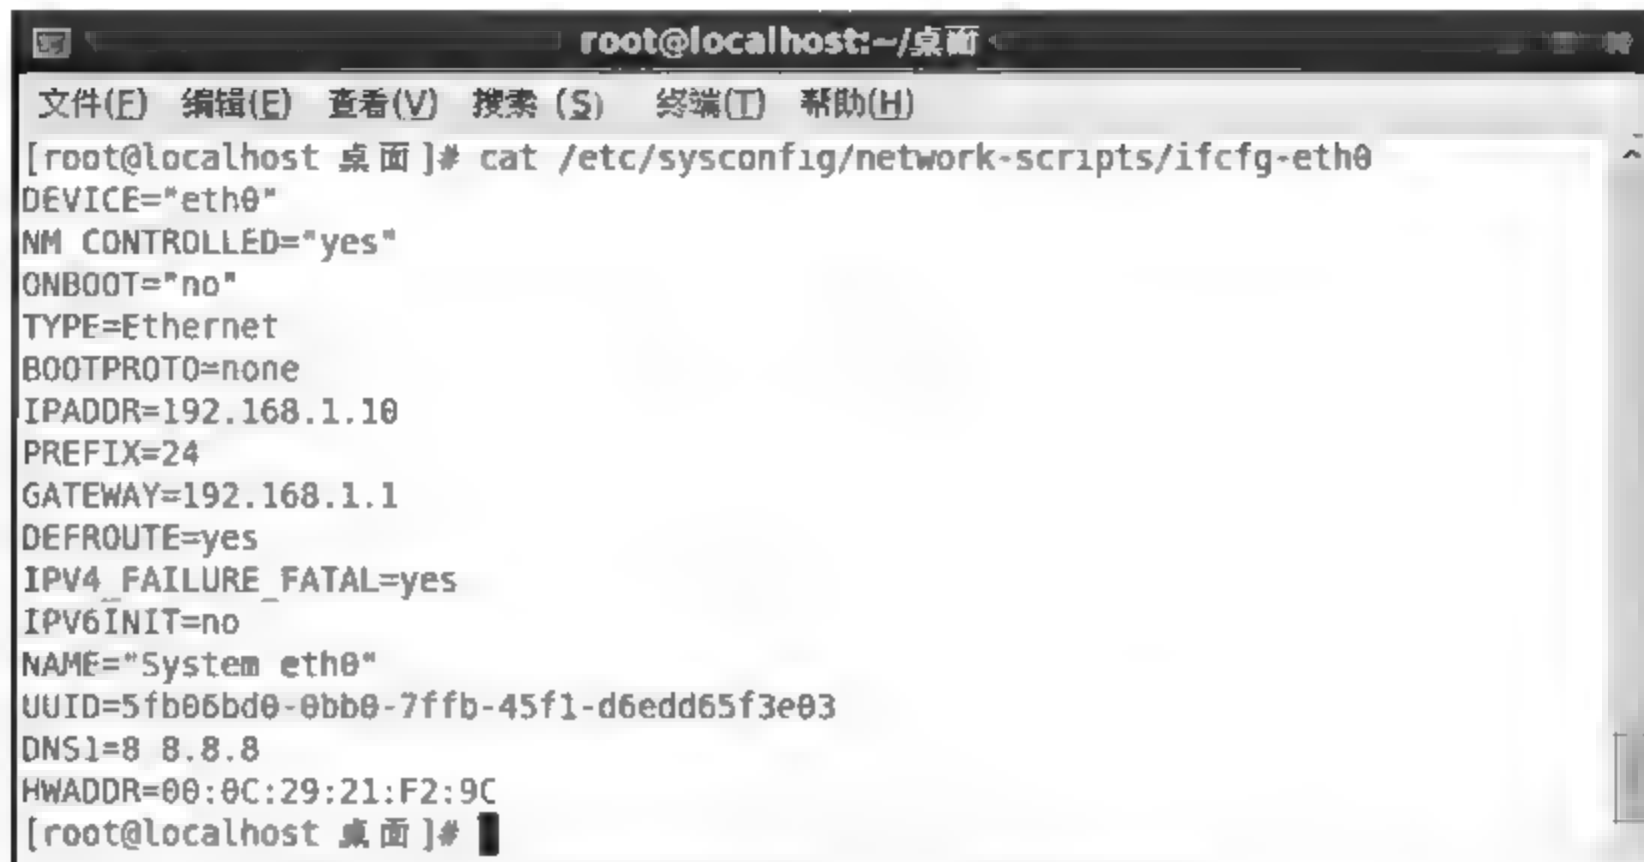 root@localhost:~/桌面
文件(F) 编辑(E) 查看(V) 搜索 (S) 终端(T) 帮助(H)
[root@localhost 桌面]# cat /etc/sysconfig/network-scripts/ifcfg-eth0
DEVICE="eth0"
NM CONTROLLED="yes"
ONBOOT="no"
TYPE=Ethernet
BOOTPROTO=none
IPADDR=192.168.1.10
PREFIX=24
GATEWAY=192.168.1.1
DEFROUTE=yes
IPV4_FAILURE_FATAL=yes
IPV6INIT=no
NAME="System eth0"
UUID=5fb06bd0-0bb0-7ffb-45f1-d6edd65f3e03
DNS1=8 8.8.8
HWADDR=00:0C:29:21:F2:9C
[root@localhost 桌面]#